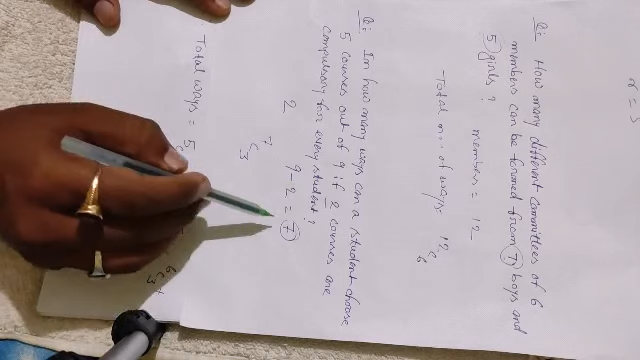 r = 5
Q: How many different committees of 6
members can be formed from 7 boys and
5 girls?
members = 12
Total no. of ways = 12c6
Q: In how many ways can a student choose
5 courses out of 9 if 2 courses are
compulsory for every student?
2 9-2 = 7
7c3
Total ways = 5
6c3 x